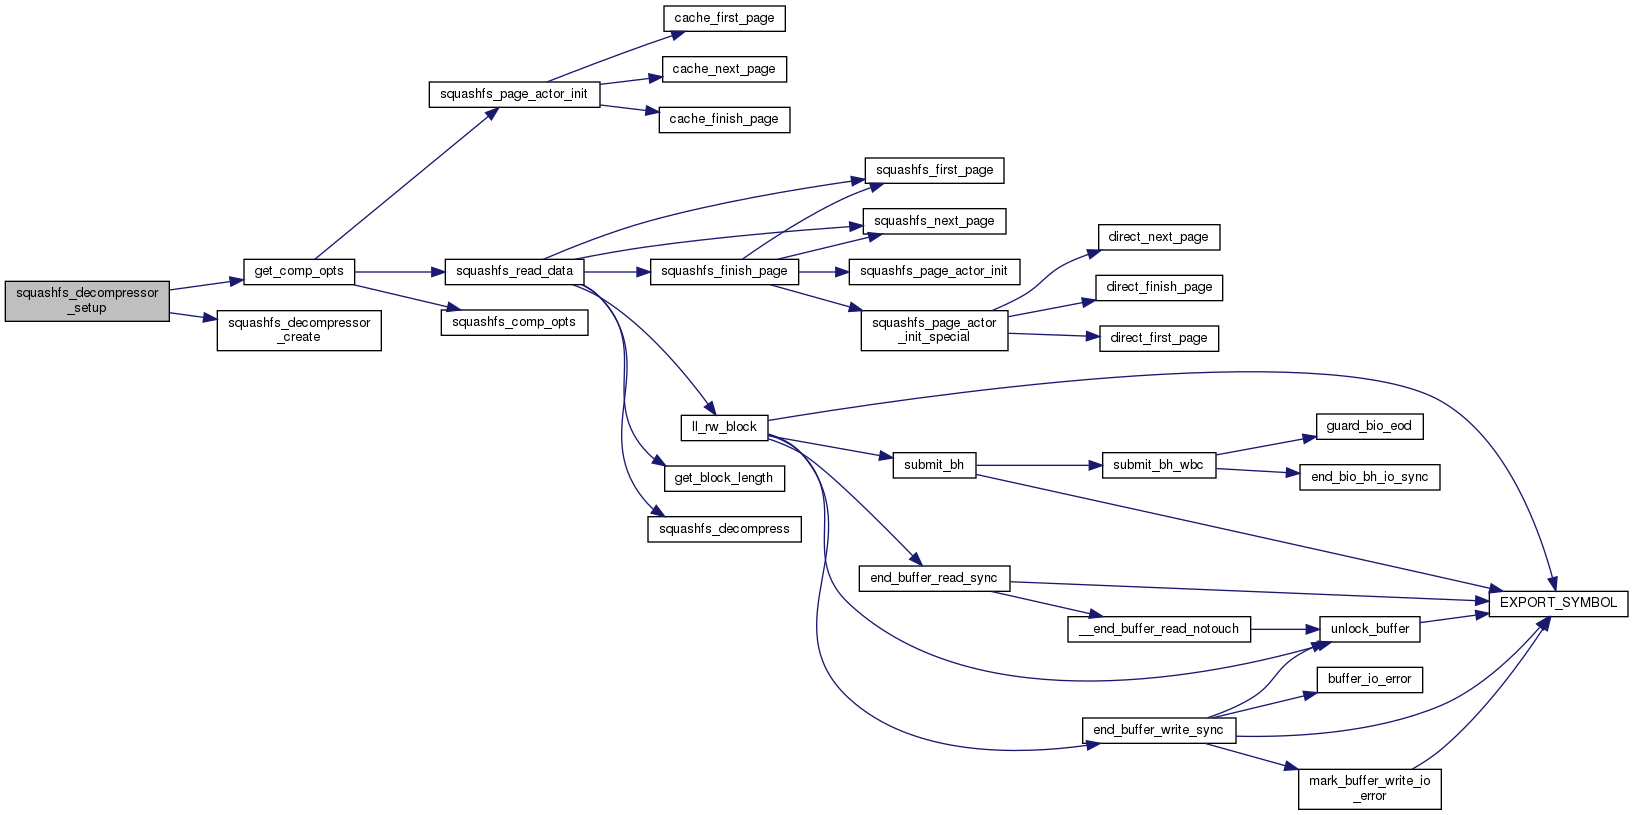 cache_first_page
cache_next_page
squashfs_page_actor_init
cache_finish_page
squashfs_first_page
squashfs_next_page
direct_next_page
get_comp_opts
squashfs_read_data
squashfs_finish_page
squashfs_page_actor_init
direct_finish_page
squashfs_decompressor
_setup
squashfs_decompressor
_create
squashfs_comp_opts
squashfs_page_actor
_init_special
direct_first_page
ll_rw_block
guard_bio_eod
submit_bh
submit_bh_wbc
get_block_length
end_bio_bh_io_sync
squashfs_decompress
end_buffer_read_sync
EXPORT_SYMBOL
__end_buffer_read_notouch
unlock_buffer
buffer_io_error
end_buffer_write_sync
mark_buffer_write_io
_error